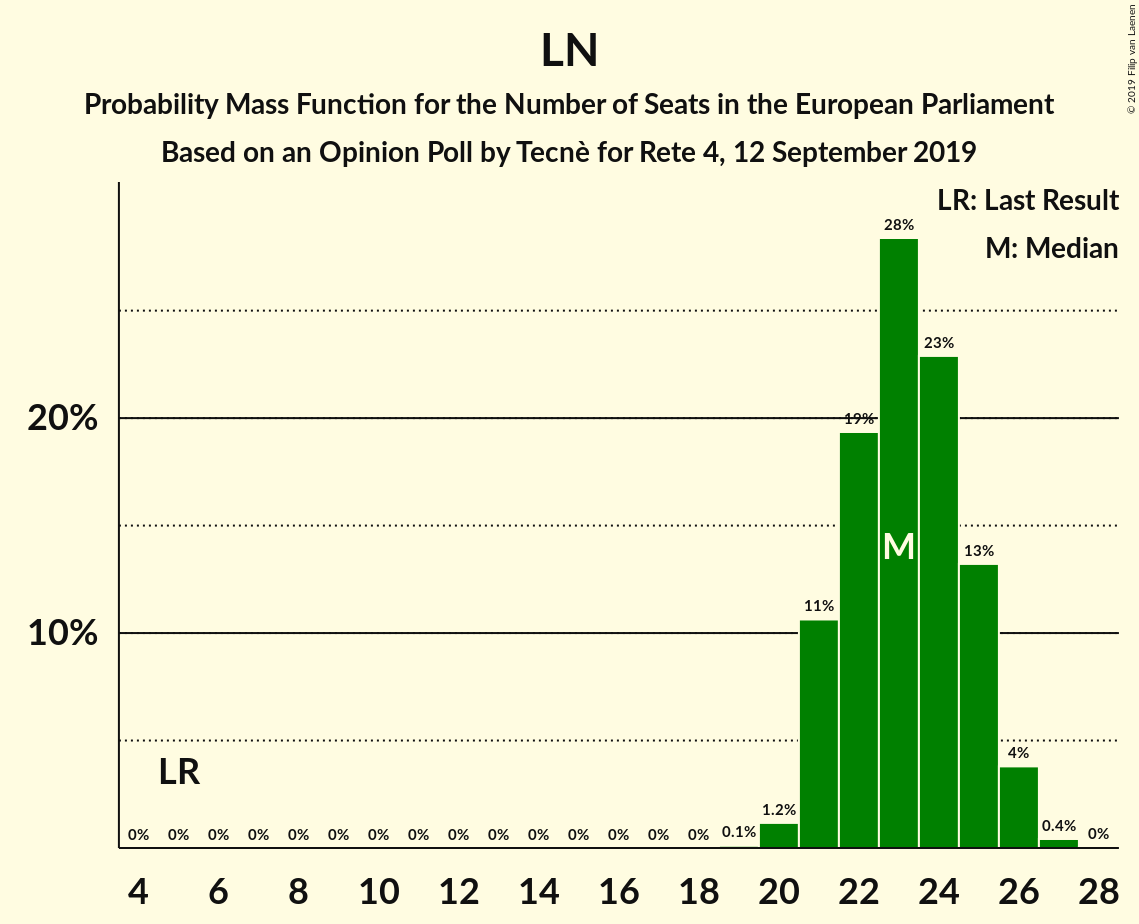 LN
Probability Mass Function for the Number of Seats in the European Parliament
Based on an Opinion Poll by Tecnè for Rete 4, 12 September 2019
© 2019 Filip van Laenen
LR: Last Result
M: Median
20%
10%
28%
23%
19%
13%
11%
4%
1.2%
0.4%
0.1%
M
LR
0% 0% 0% 0% 0% 0% 0% 0% 0% 0% 0% 0% 0% 0% 0% 0%
4 6 8 10 12 14 16 18 20 22 24 26 28